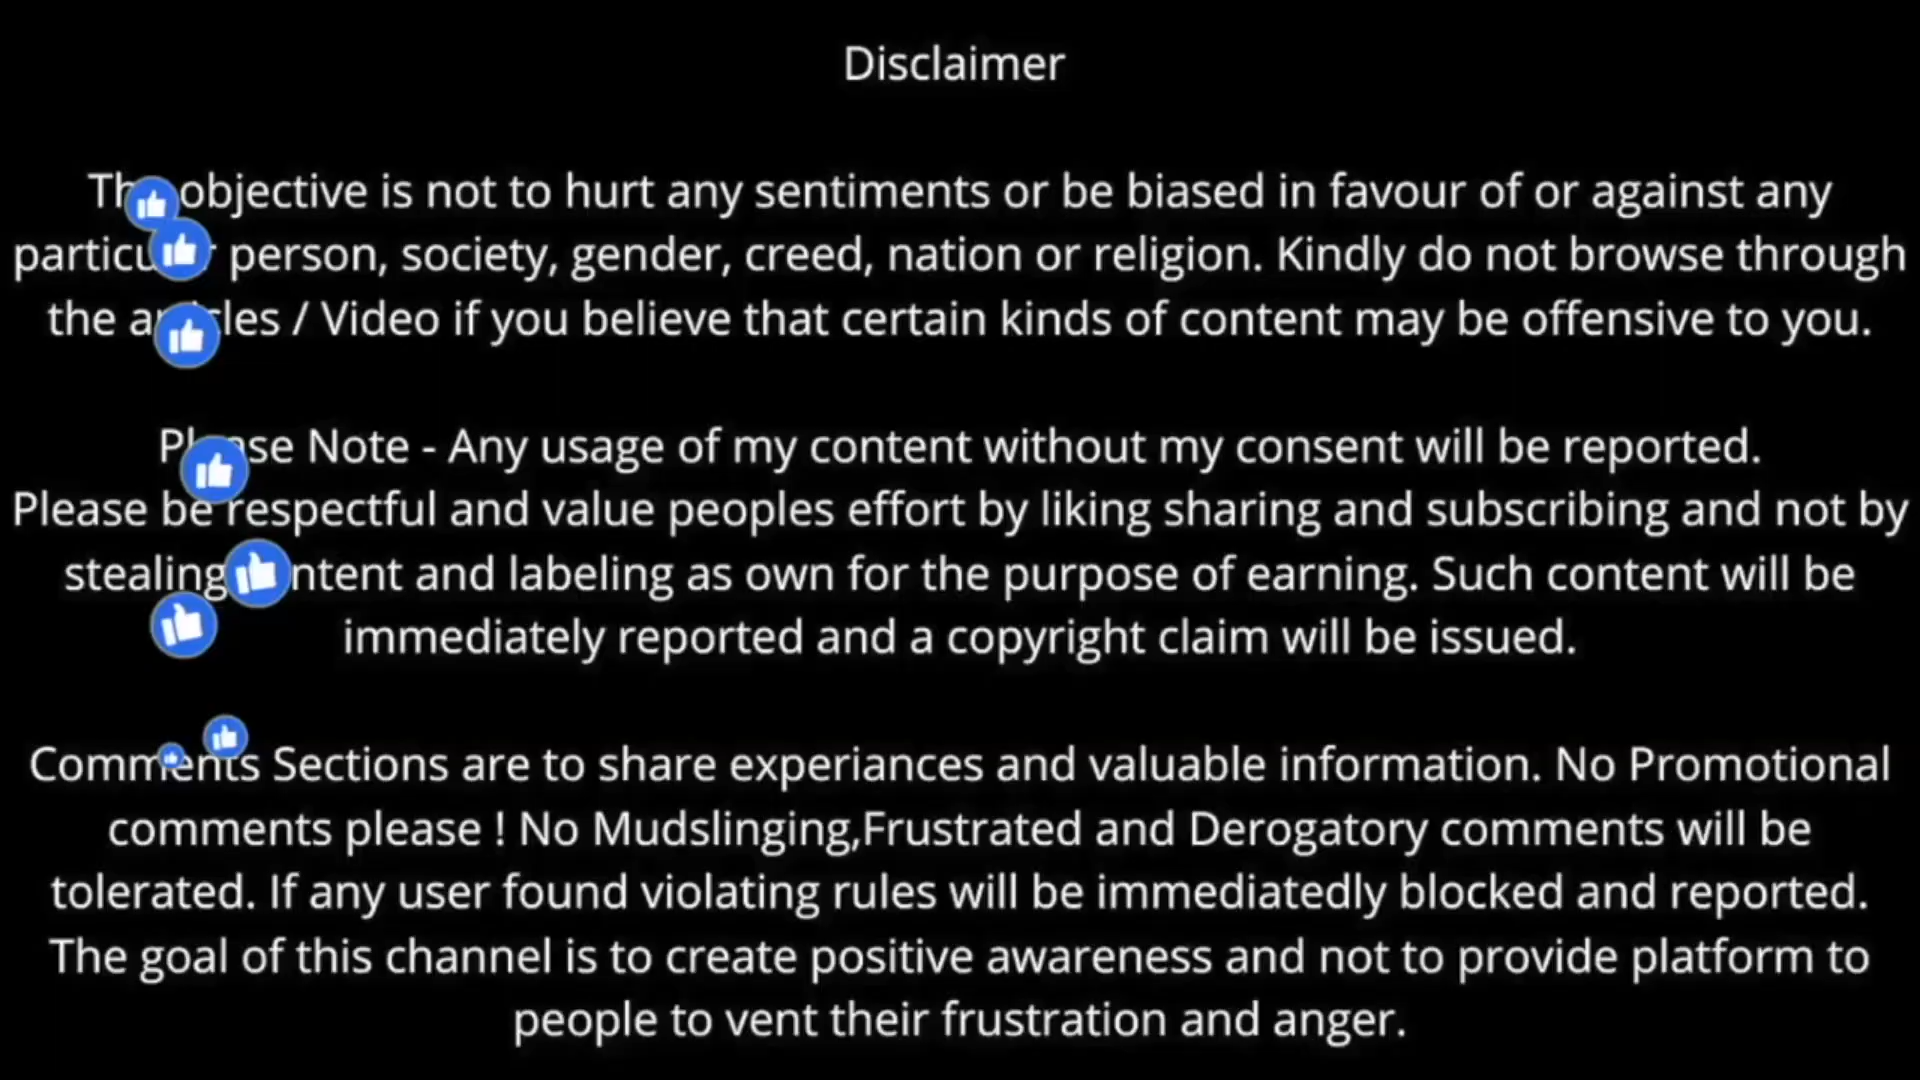 Disclaimer
The objective is not to hurt any sentiments or be biased in favour of or against any
particular person, society, gender, creed, nation or religion. Kindly do not browse through
the articles / Video if you believe that certain kinds of content may be offensive to you.
Please Note - Any usage of my content without my consent will be reported.
Please be respectful and value peoples effort by liking sharing and subscribing and not by
stealing content and labeling as own for the purpose of earning. Such content will be
immediately reported and a copyright claim will be issued.
Comments Sections are to share experiances and valuable information. No Promotional
comments please ! No Mudslinging,Frustrated and Derogatory comments will be
tolerated. If any user found violating rules will be immediatedly blocked and reported.
The goal of this channel is to create positive awareness and not to provide platform to
people to vent their frustration and anger.